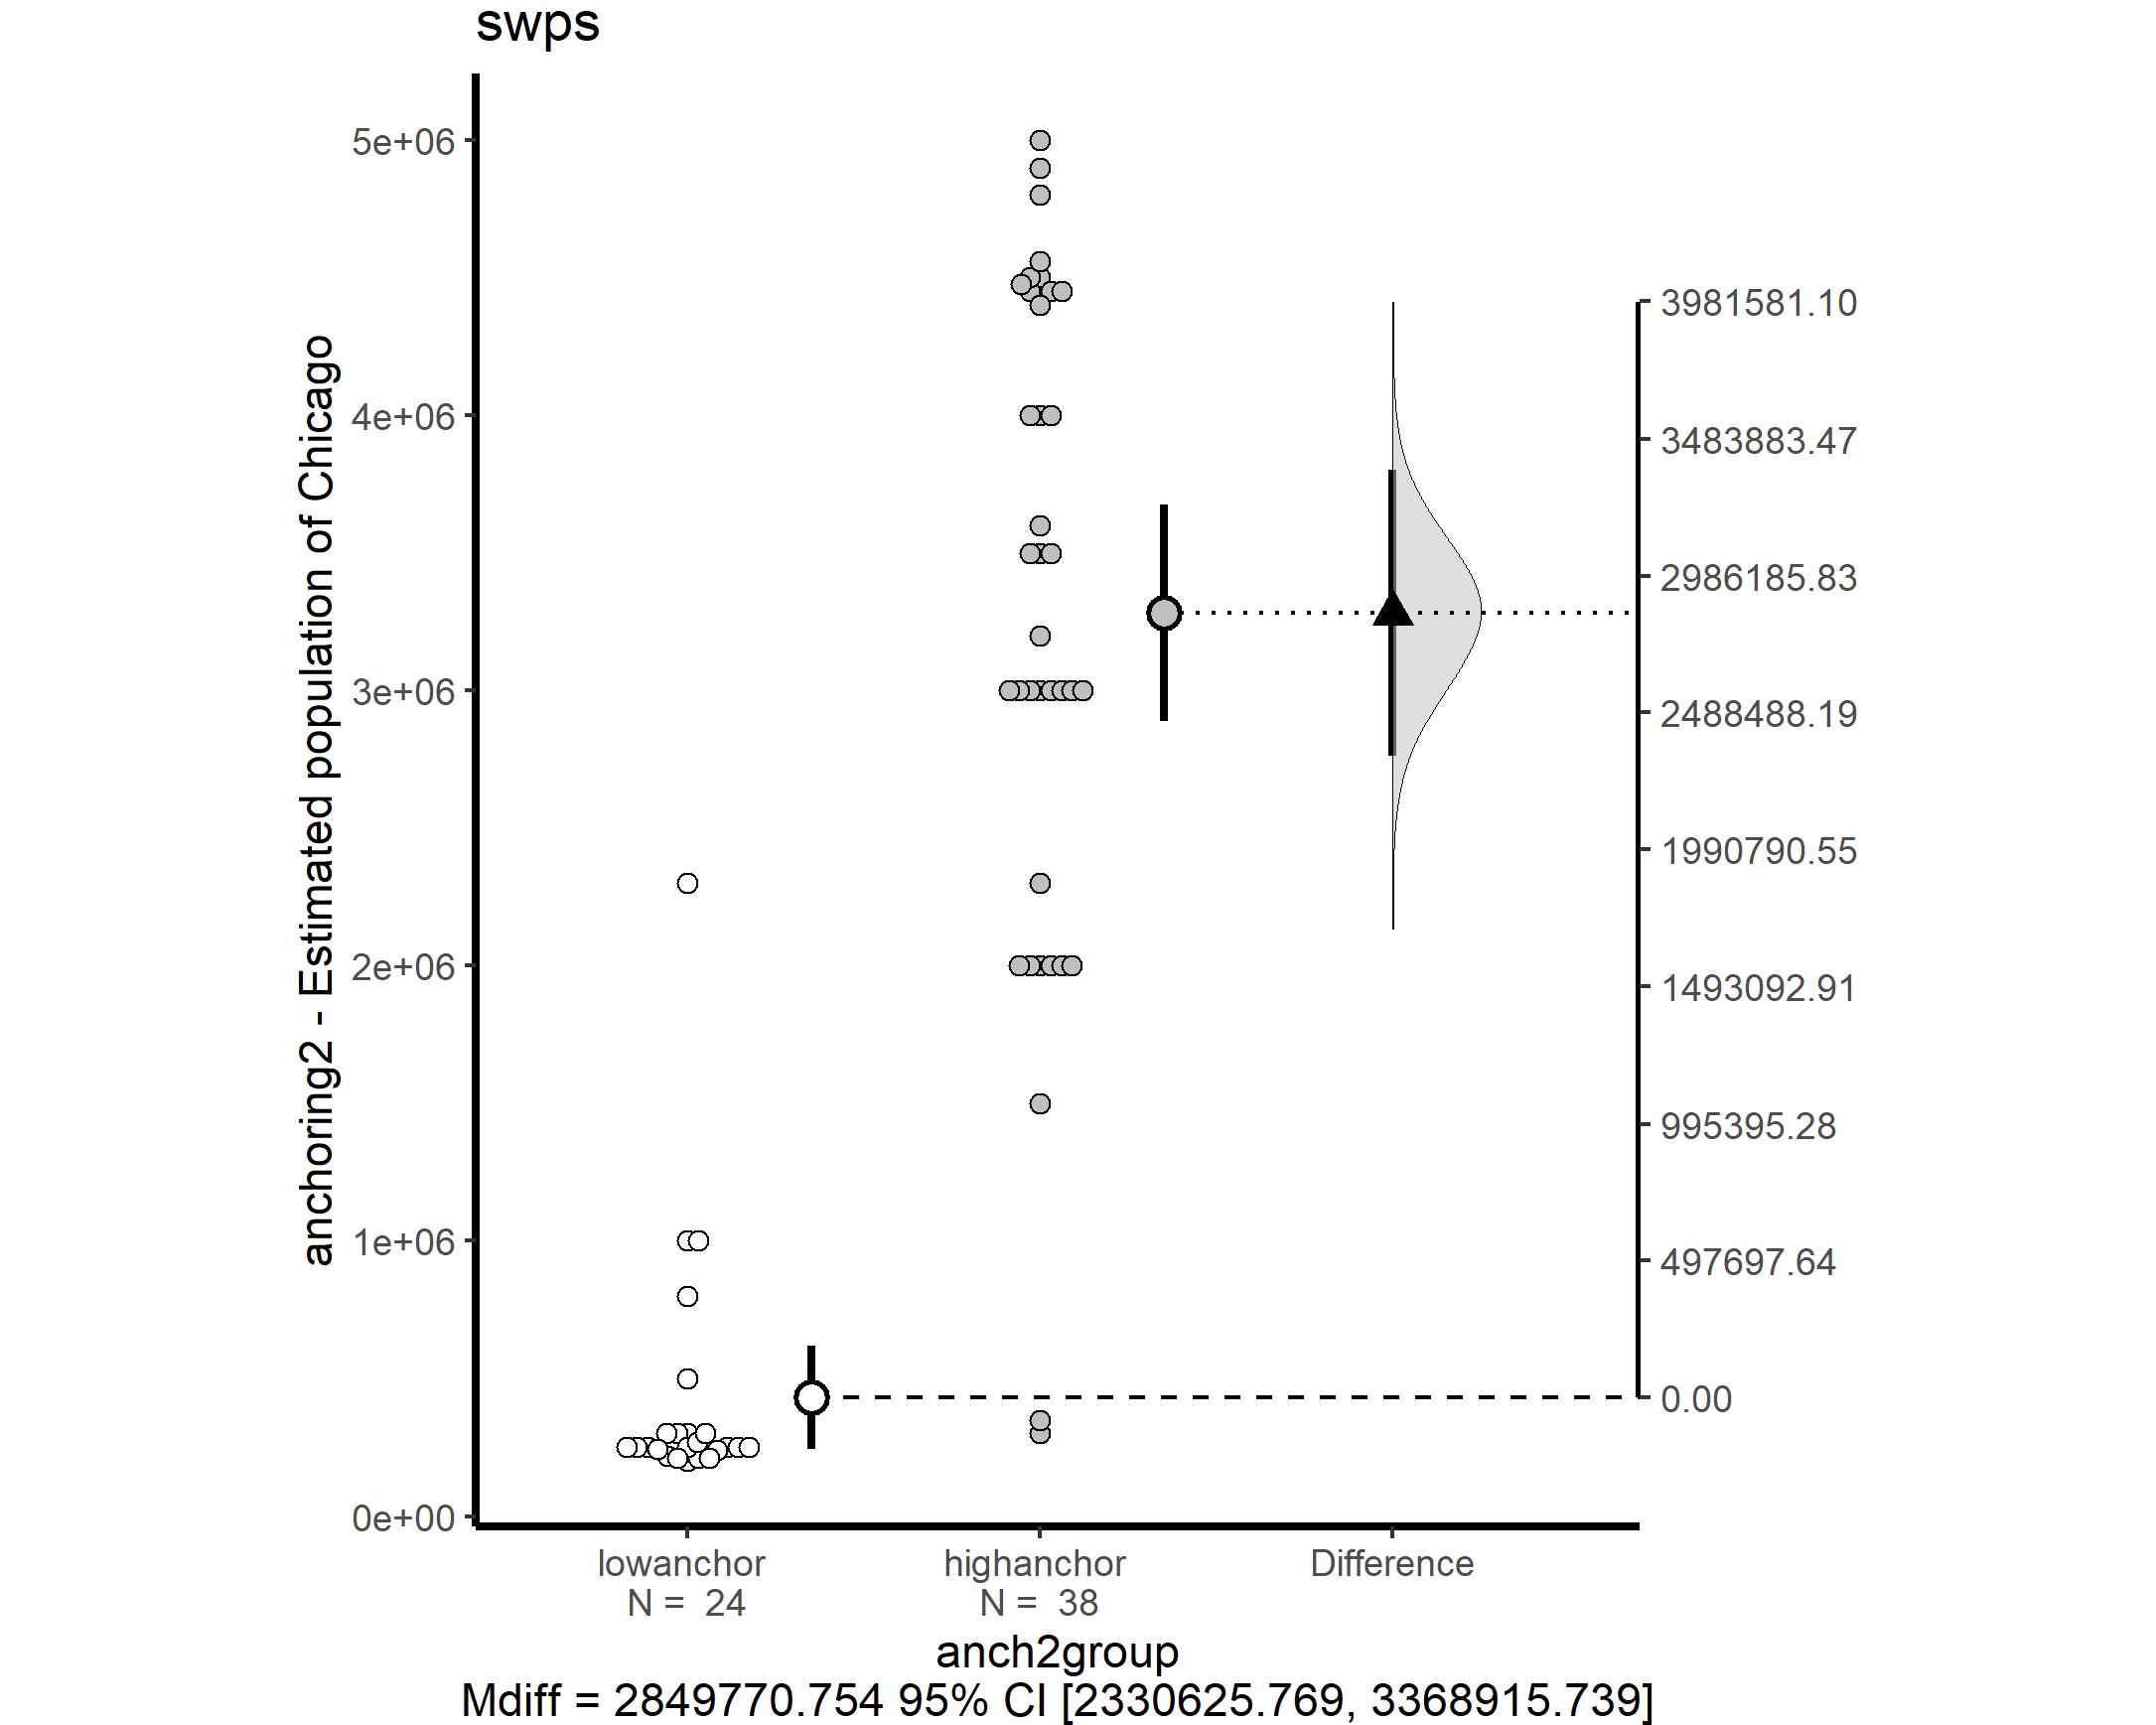 swps
anchoring2 - Estimated population of Chicago
5e+06
4e+06
3e+06
2e+06
1e+06
0e+00
3981581.10
3483883.47
2986185.83
2488488.19
1990790.55
1493092.91
995395.28
497697.64
0.00
lowanchor
N =  24
highanchor
N =  38
Difference
anch2group
Mdiff = 2849770.754 95% CI [2330625.769, 3368915.739]